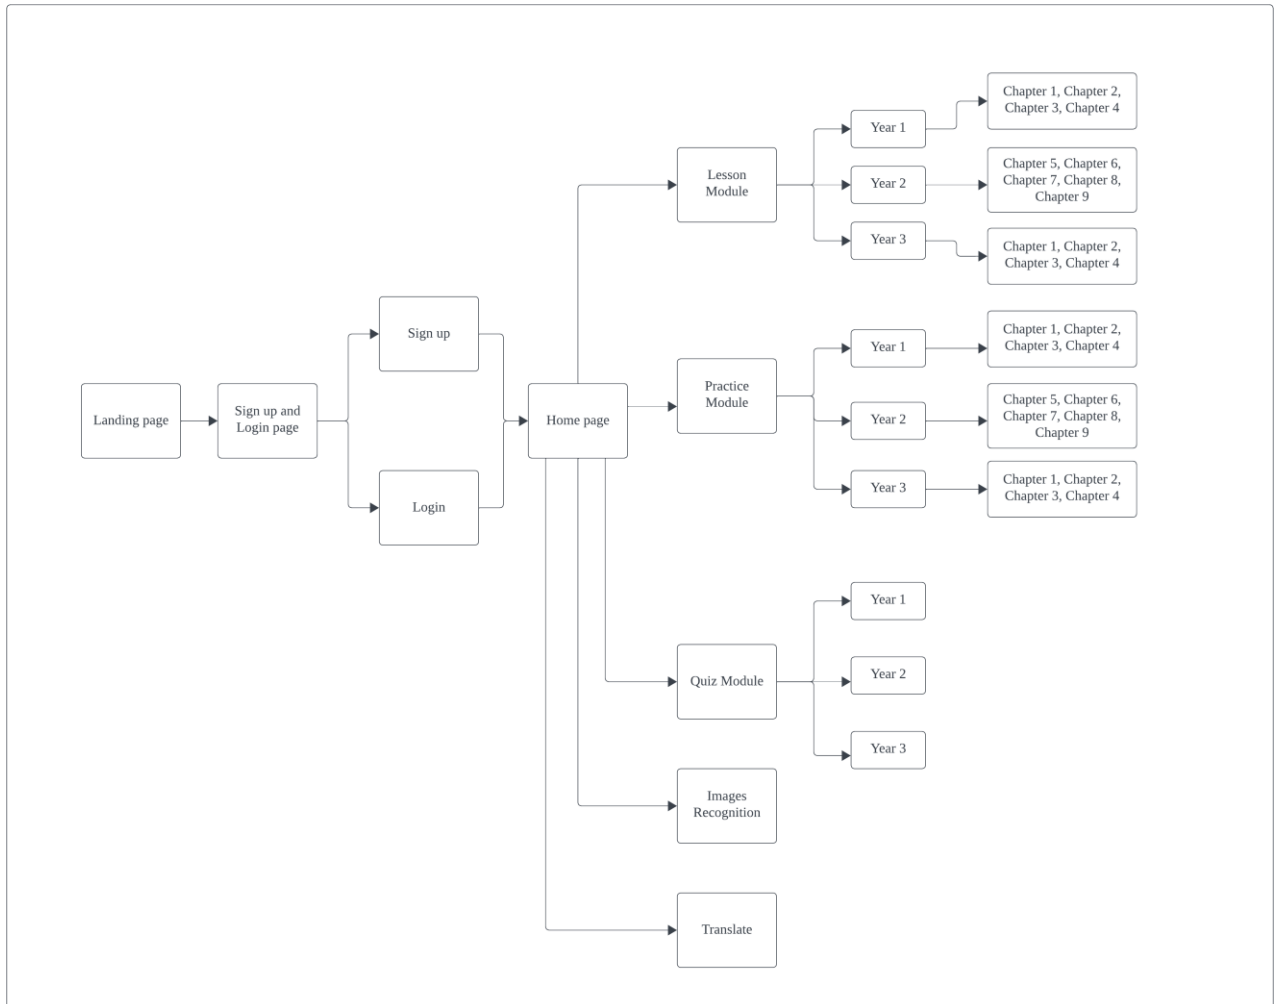 Landing page
Sign up and
Login page
Sign up
Login
Home page
Lesson
Module
Year 1
Chapter 1, Chapter 2,
Chapter 3, Chapter 4
Year 2
Chapter 5, Chapter 6,
Chapter 7, Chapter 8,
Chapter 9
Year 3
Chapter 1, Chapter 2,
Chapter 3, Chapter 4
Practice
Module
Year 1
Chapter 1, Chapter 2,
Chapter 3, Chapter 4
Year 2
Chapter 5, Chapter 6,
Chapter 7, Chapter 8,
Chapter 9
Year 3
Chapter 1, Chapter 2,
Chapter 3, Chapter 4
Quiz Module
Year 1
Year 2
Year 3
Images
Recognition
Translate